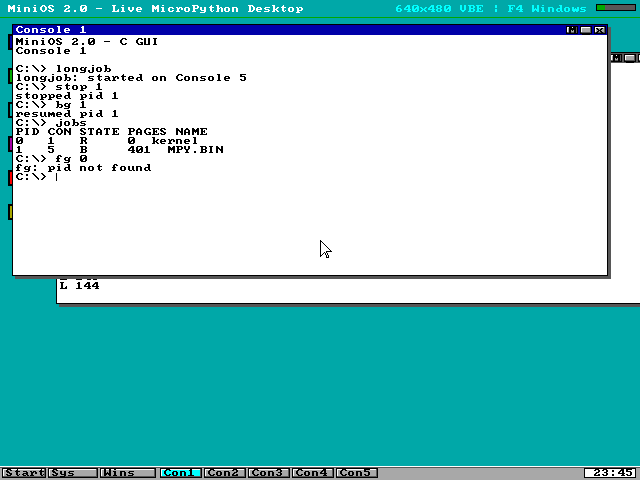 MiniOS 2.0 - Live MicroPython Desktop 640x480 VBE | F4 Windows
Console 1 M
M
MiniOS 2.0 - C GUI
Console 1
C:\> longjob
longjob: started on Console 5
C:\> stop 1
stopped pid 1
C:\> bg 1
resumed pid 1
C:\> jobs
PID CON STATE PAGES NAME
0 1 R 0 kernel
1 5 B 401 MPY.BIN
C:\> fg 0
fg: pid not found
C:\>
L 144
Start Sys Wins Con1 Con2 Con3 Con4 Con5 23:45